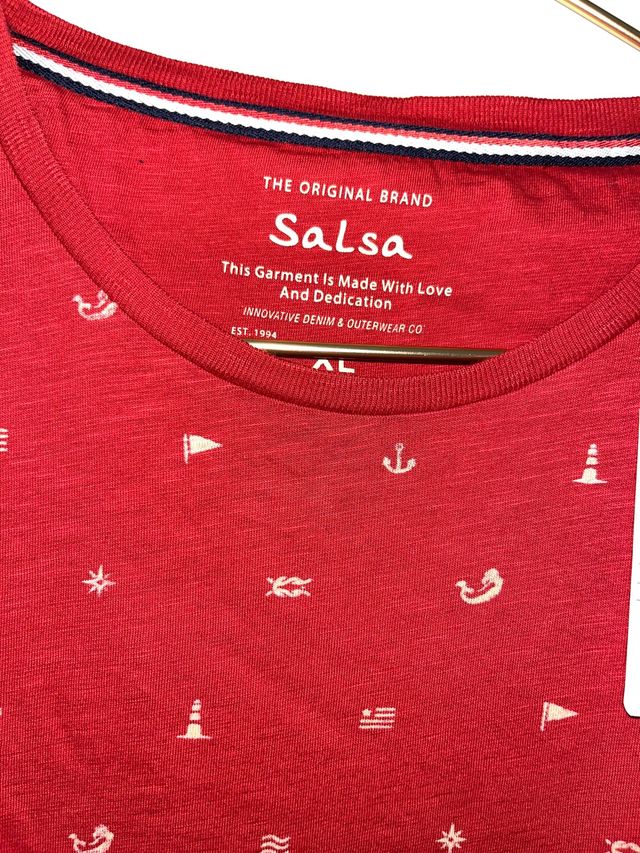 THE ORIGINAL BRAND
Salsa
This Garment Is Made With Love
And Dedication
INNOVATIVE DENIM & OUTERWEAR CO
EST. 1994
XL